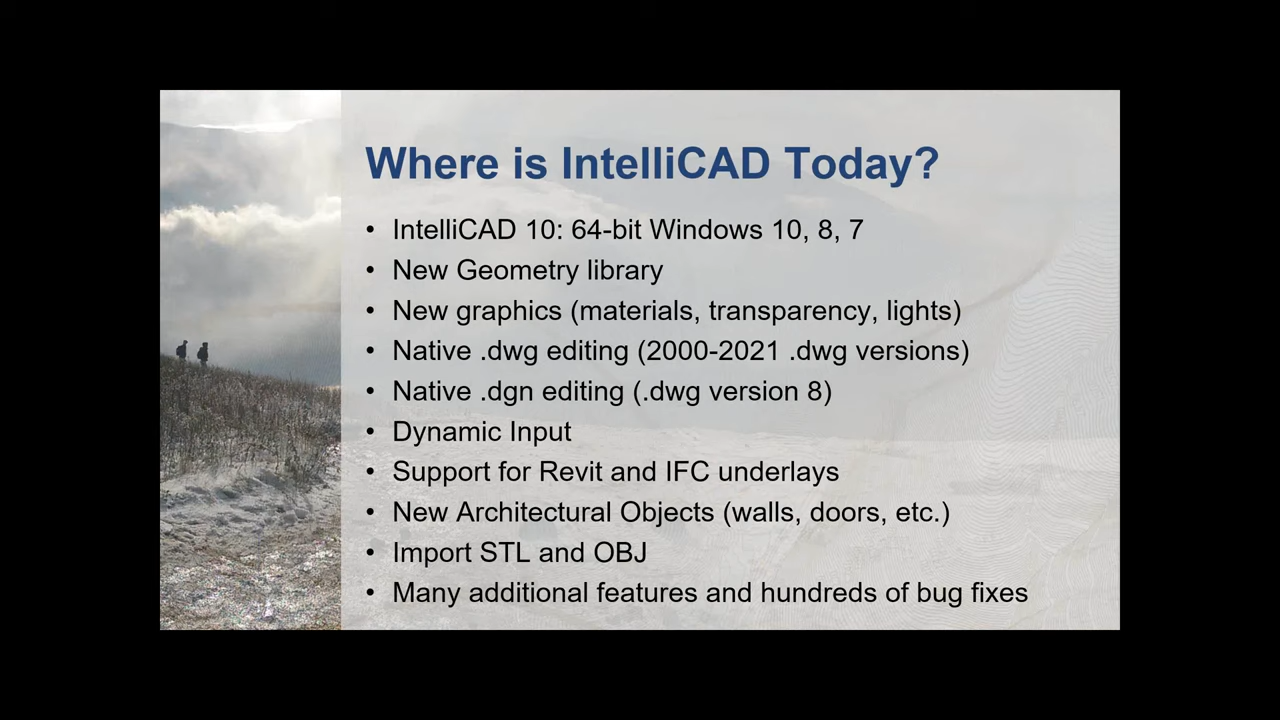 Where is IntelliCAD Today?
• IntelliCAD 10: 64-bit Windows 10, 8, 7
• New Geometry library
• New graphics (materials, transparency, lights)
• Native .dwg editing (2000-2021 .dwg versions)
• Native .dgn editing (.dwg version 8)
• Dynamic Input
• Support for Revit and IFC underlays
• New Architectural Objects (walls, doors, etc.)
• Import STL and OBJ
• Many additional features and hundreds of bug fixes